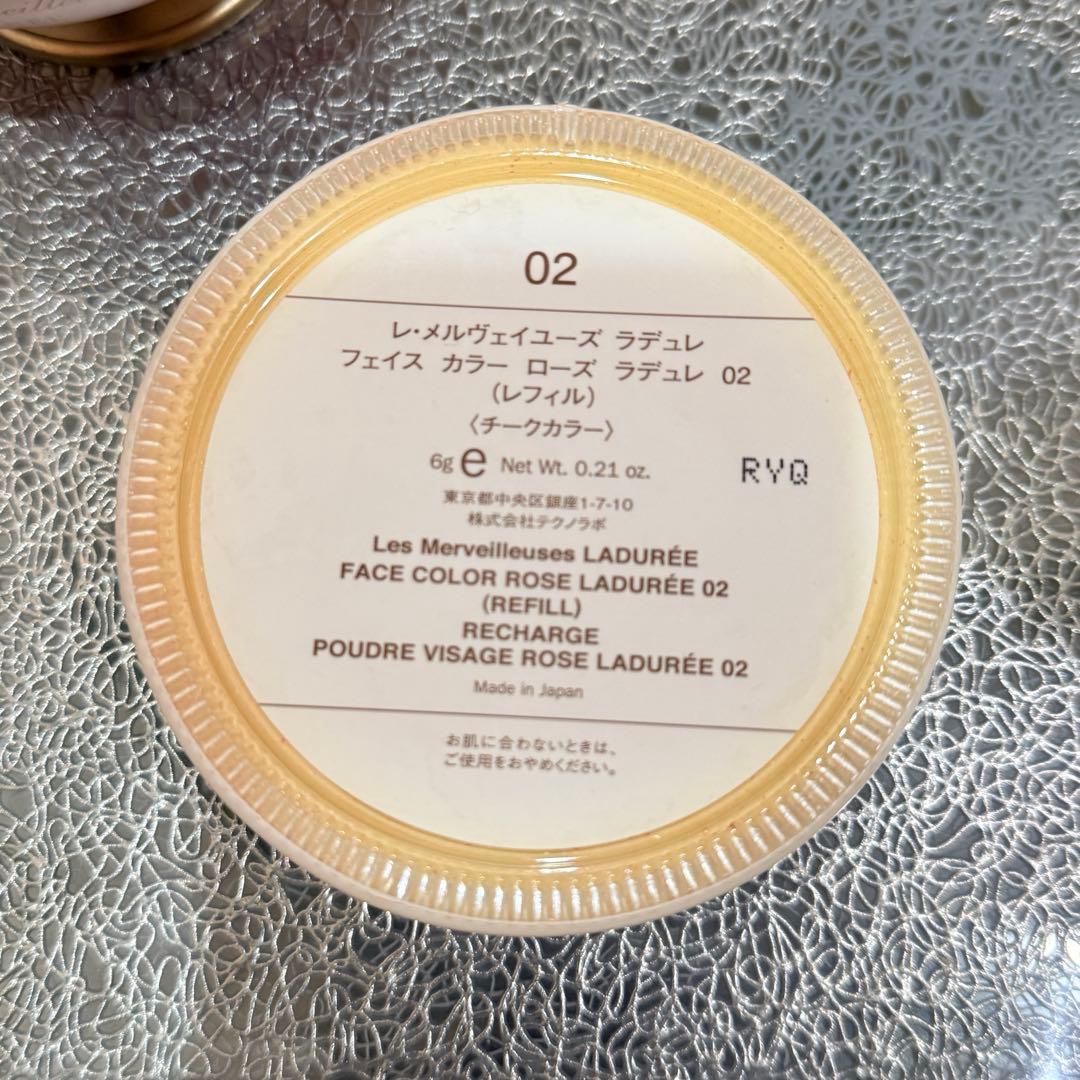 02
レ・メルヴェイユーズ ラデュレ
フェイス カラー ローズ ラデュレ 02
（レフィル）
〈チークカラー〉
6g e Net Wt. 0.21 oz.
RYQ
東京都中央区銀座1-7-10
株式会社テクノラボ
Les Merveilleuses LADURÉE
FACE COLOR ROSE LADURÉE 02
(REFILL)
RECHARGE
POUDRE VISAGE ROSE LADURÉE 02
Made in Japan
お肌に合わないときは、
ご使用をおやめください。